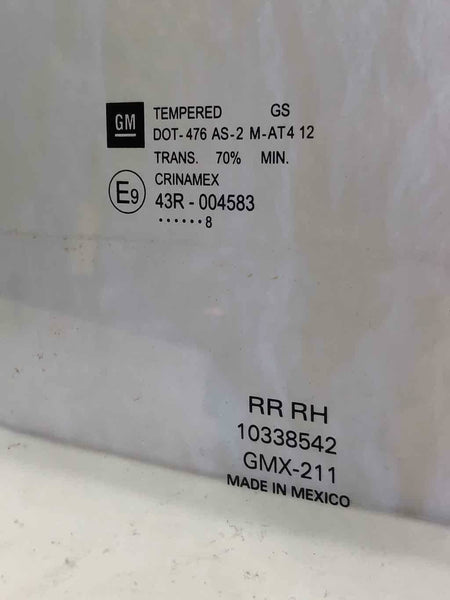 GM
TEMPERED GS
DOT-476 AS-2 M-AT4 12
TRANS. 70% MIN.
CRINAMEX
E9
43R-004583
······8
RR RH
10338542
GMX-211
MADE IN MEXICO